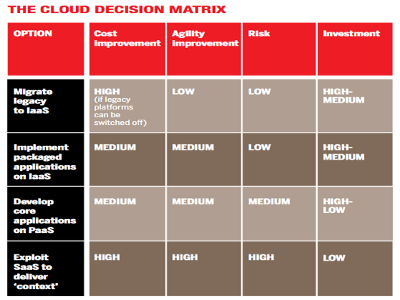 THE CLOUD DECISION MATRIX
OPTION
Cost
Improvement
Agility
Improvement
Risk
Investment
Migrate
legacy
to IaaS
HIGH
(if legacy
platforms
can be
switched off)
LOW
LOW
HIGH-
MEDIUM
Implement
packaged
applications
on IaaS
MEDIUM
MEDIUM
LOW
HIGH-
MEDIUM
Develop
core
applications
on PaaS
MEDIUM
MEDIUM
MEDIUM
HIGH-
LOW
Exploit
SaaS to
deliver
‘context’
HIGH
HIGH
HIGH
LOW